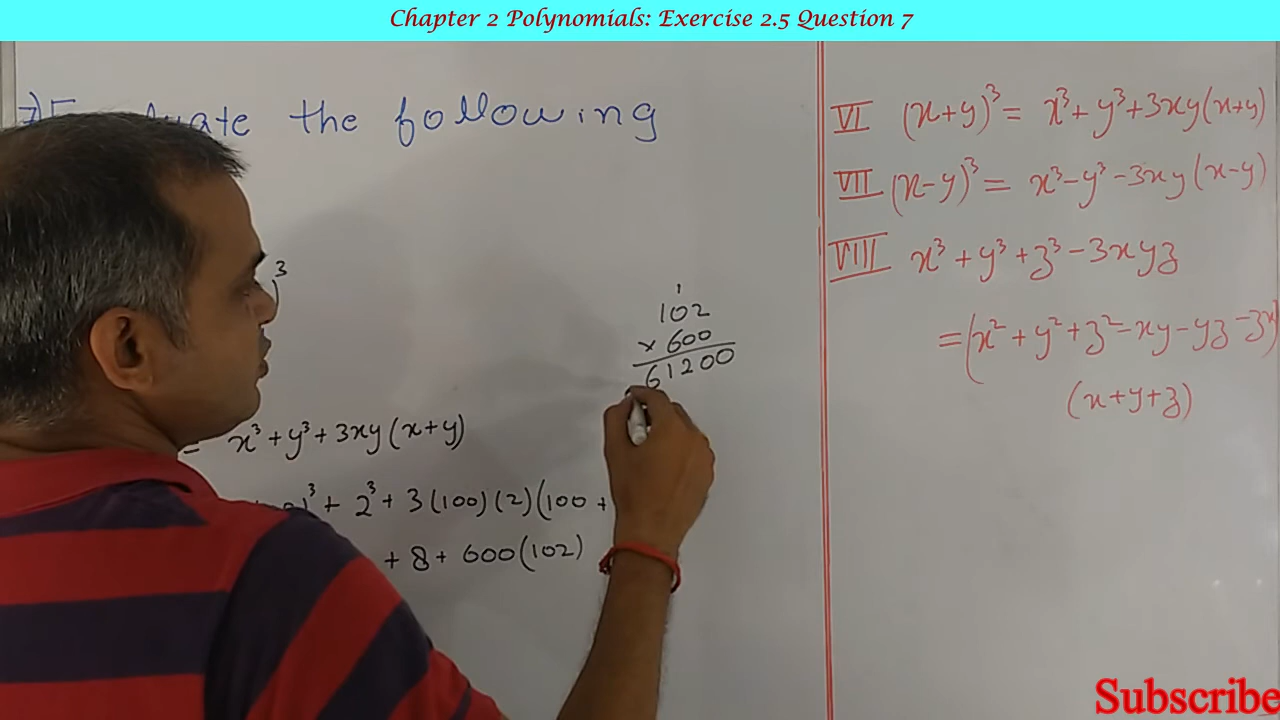 Chapter 2 Polynomials: Exercise 2.5 Question 7
the following
)³
= x³ + y³ + 3xy (x+y)
)³ + 2³ + 3 (100) (2) (100 +
+ 8 + 600 (102)
1
102
× 600
61200
VI (x+y)³ = x³ + y³ + 3xy (x+y)
VII (x-y)³ = x³ - y³ - 3xy (x-y)
VIII x³ + y³ + z³ - 3xyz
= (x² + y² + z² - xy - yz - zx)
(x+y+z)
Subscribe